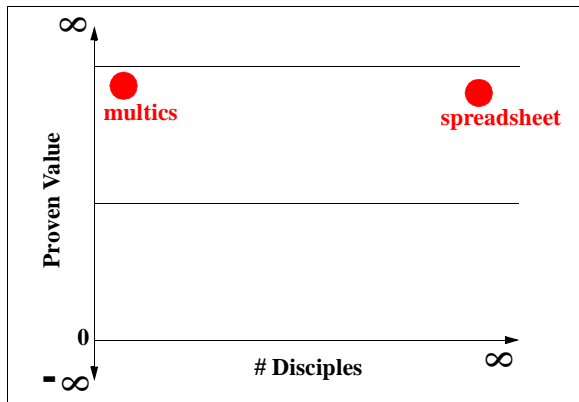 ∞
multics
spreadsheet
Proven Value
0
- ∞
# Disciples
∞